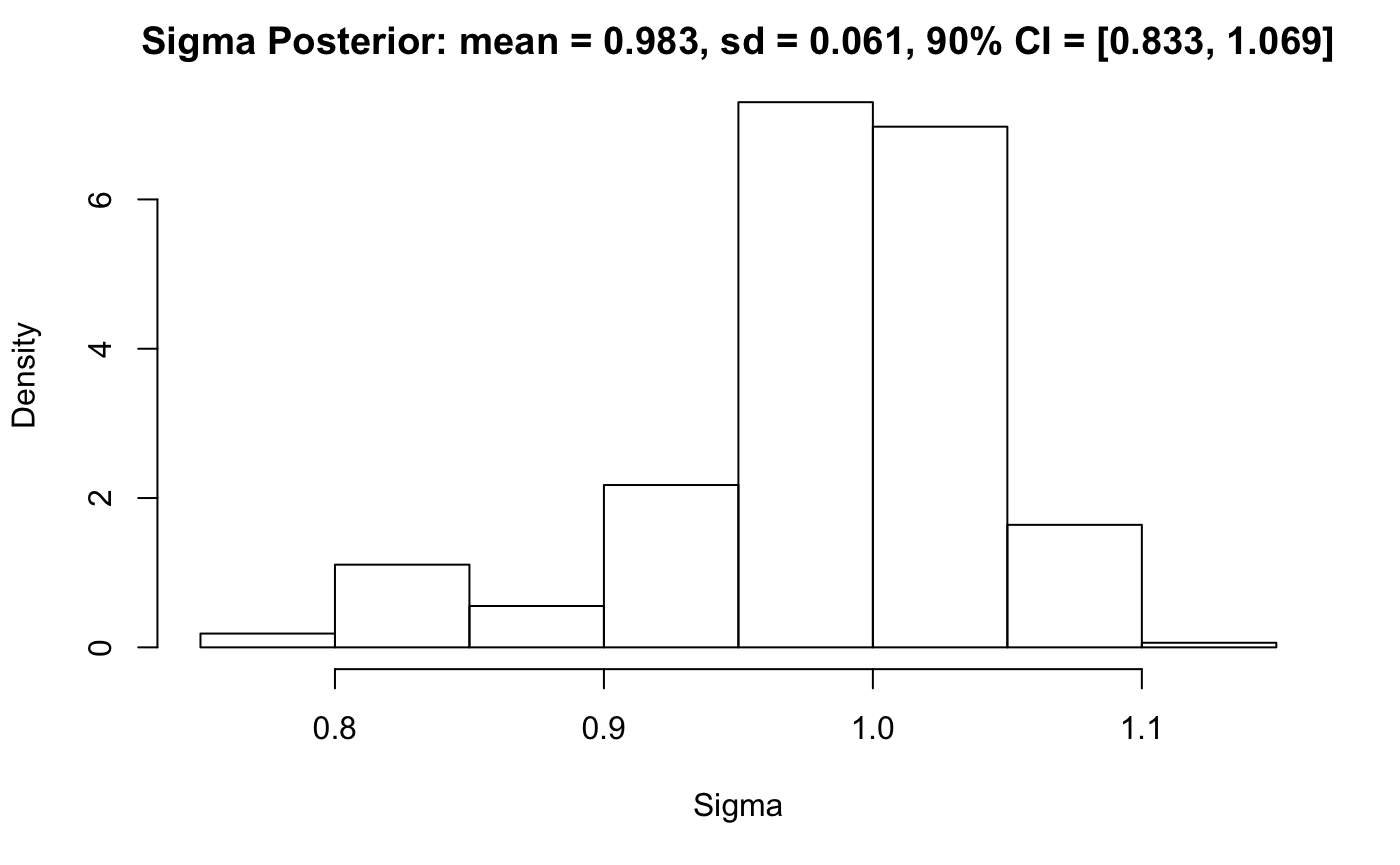 Sigma Posterior: mean = 0.983, sd = 0.061, 90% CI = [0.833, 1.069]
6
4
2
0
Density
0.8 0.9 1.0 1.1
Sigma